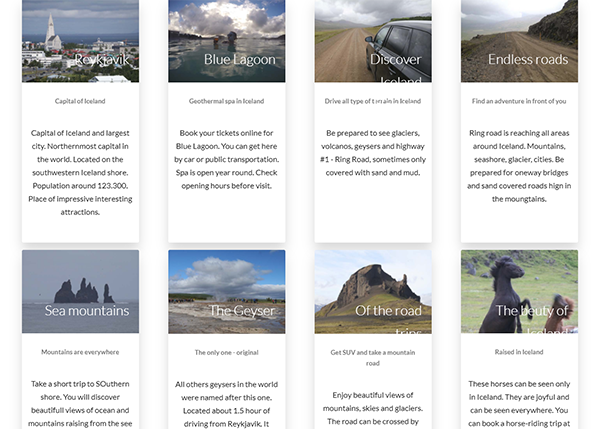 Reykjavik
Capital of Iceland
Capital of Iceland and largest
city. Northernmost capital in
the world. Located on the
southwestern Iceland shore.
Population around 123.300.
Place of impressive interesting
attractions.
Blue Lagoon
Geothermal spa in Iceland
Book your tickets online for
Blue Lagoon. You can get here
by car or public transportation.
Spa is open year round. Check
opening hours before visit.
Discover
Iceland
Drive all type of terrain in Iceland
Be prepared to see glaciers,
volcanos, geysers and highway
#1 - Ring Road, sometimes only
covered with sand and mud.
Endless roads
Find an adventure in front of you
Ring road is reaching all areas
around Iceland. Mountains,
seashore, glacier, cities. Be
prepared for oneway bridges
and sand covered roads hign in
the moungtains.
Sea mountains
Mountains are everywhere
Take a short trip to SOuthern
shore. You will discover
beautifull views of ocean and
mountains raising from the see
The Geyser
The only one - original
All others geysers in the world
were named after this one.
Located about 1.5 hour of
driving from Reykjavik. It
Of the road
trips
Get SUV and take a mountain
road
Enjoy beautiful views of
mountains, skies and glaciers.
The road can be crossed by
The beuty of
Iceland
Raised in Iceland
These horses can be seen only
in Iceland. They are joyful and
can be seen everywhere. You
can book a horse-riding trip at